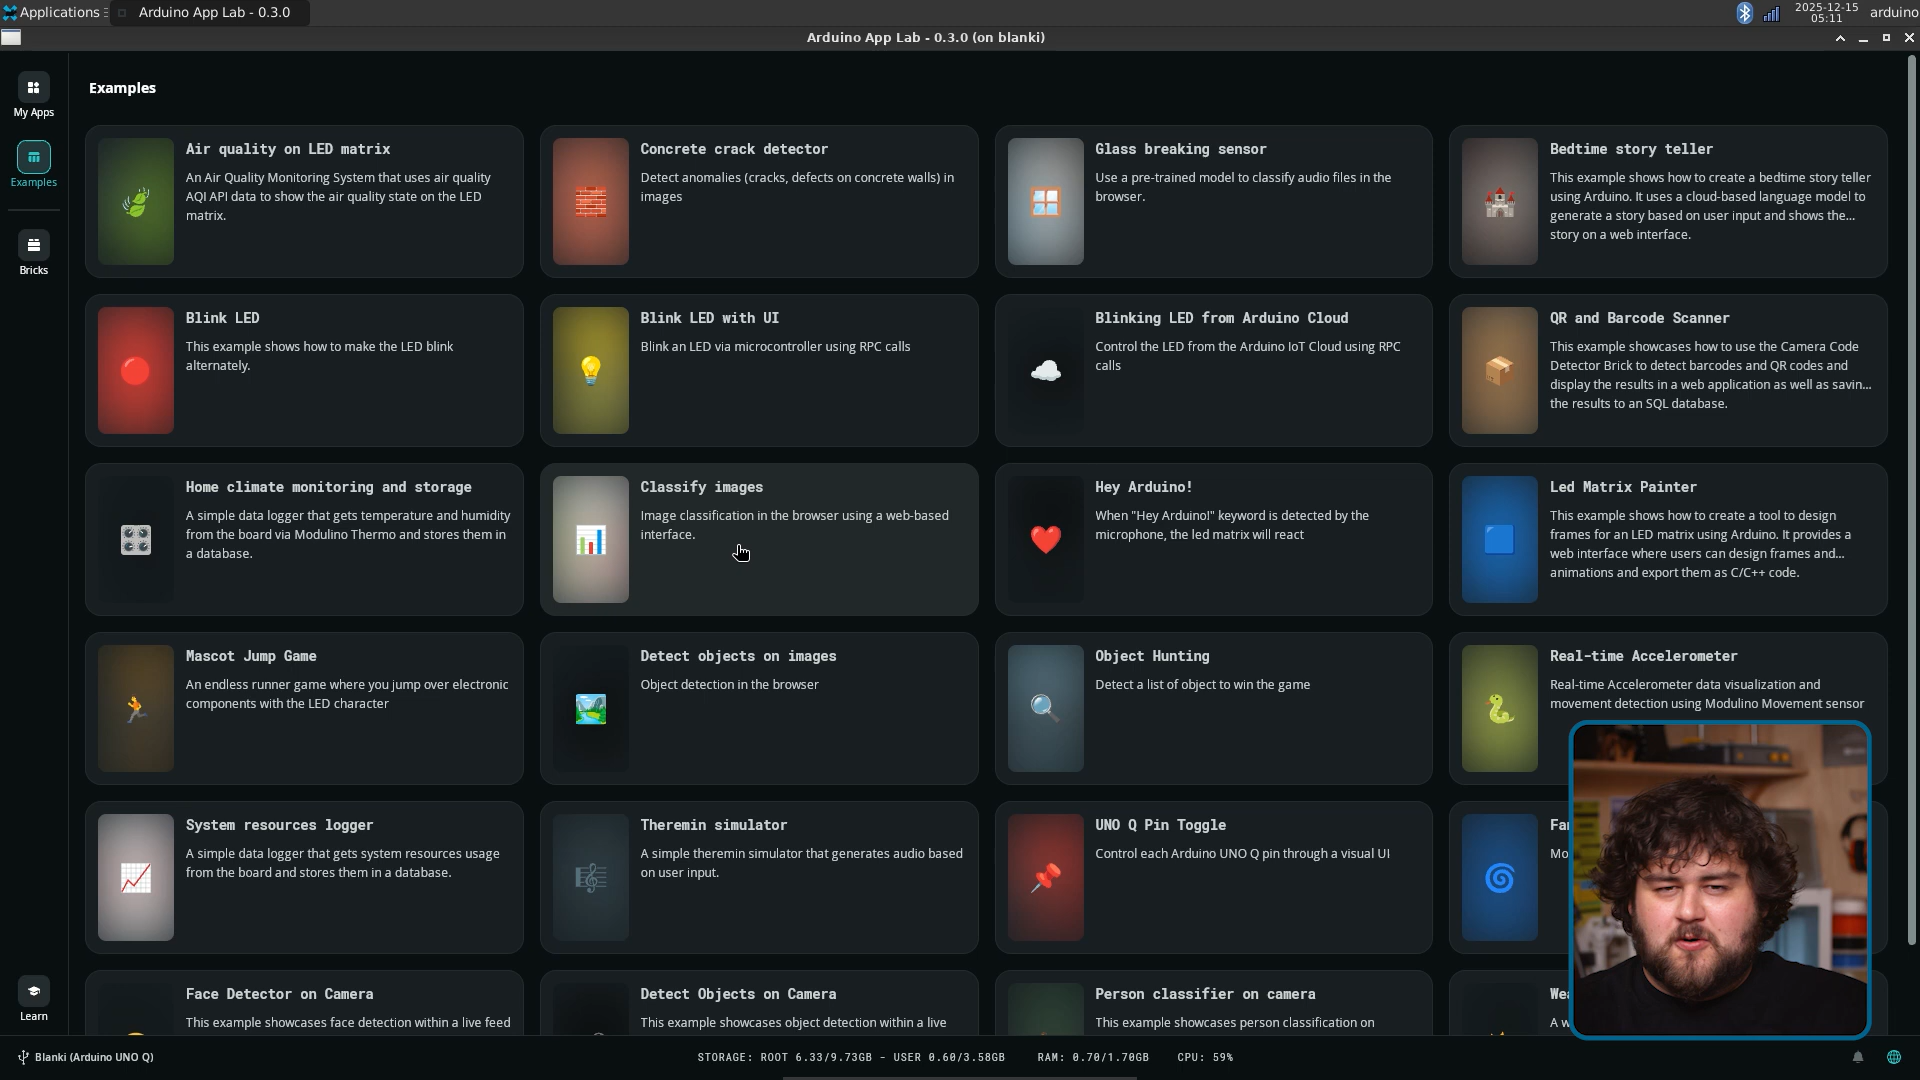 Applications
Arduino App Lab - 0.3.0
2025-12-15
05:11
arduino
Arduino App Lab - 0.3.0 (on blanki)
My Apps
Examples
Bricks
Learn
Examples
Air quality on LED matrix
An Air Quality Monitoring System that uses air quality
AQI API data to show the air quality state on the LED
matrix.
Concrete crack detector
Detect anomalies (cracks, defects on concrete walls) in
images
Glass breaking sensor
Use a pre-trained model to classify audio files in the
browser.
Bedtime story teller
This example shows how to create a bedtime story teller
using Arduino. It uses a cloud-based language model to
generate a story based on user input and shows the...
story on a web interface.
Blink LED
This example shows how to make the LED blink
alternately.
Blink LED with UI
Blink an LED via microcontroller using RPC calls
Blinking LED from Arduino Cloud
Control the LED from the Arduino IoT Cloud using RPC
calls
QR and Barcode Scanner
This example showcases how to use the Camera Code
Detector Brick to detect barcodes and QR codes and
display the results in a web application as well as savin...
the results to an SQL database.
Home climate monitoring and storage
A simple data logger that gets temperature and humidity
from the board via Modulino Thermo and stores them in
a database.
Classify images
Image classification in the browser using a web-based
interface.
Hey Arduino!
When "Hey Arduino!" keyword is detected by the
microphone, the led matrix will react
Led Matrix Painter
This example shows how to create a tool to design
frames for an LED matrix using Arduino. It provides a
web interface where users can design frames and...
animations and export them as C/C++ code.
Mascot Jump Game
An endless runner game where you jump over electronic
components with the LED character
Detect objects on images
Object detection in the browser
Object Hunting
Detect a list of object to win the game
Real-time Accelerometer
Real-time Accelerometer data visualization and
movement detection using Modulino Movement sensor
System resources logger
A simple data logger that gets system resources usage
from the board and stores them in a database.
Theremin simulator
A simple theremin simulator that generates audio based
on user input.
UNO Q Pin Toggle
Control each Arduino UNO Q pin through a visual UI
Face Detector on Camera
This example showcases face detection within a live feed
Detect Objects on Camera
This example showcases object detection within a live
Person classifier on camera
This example showcases person classification on
Blanki (Arduino UNO Q)
STORAGE: ROOT 6.33/9.73GB - USER 0.60/3.58GB
RAM: 0.70/1.70GB
CPU: 59%